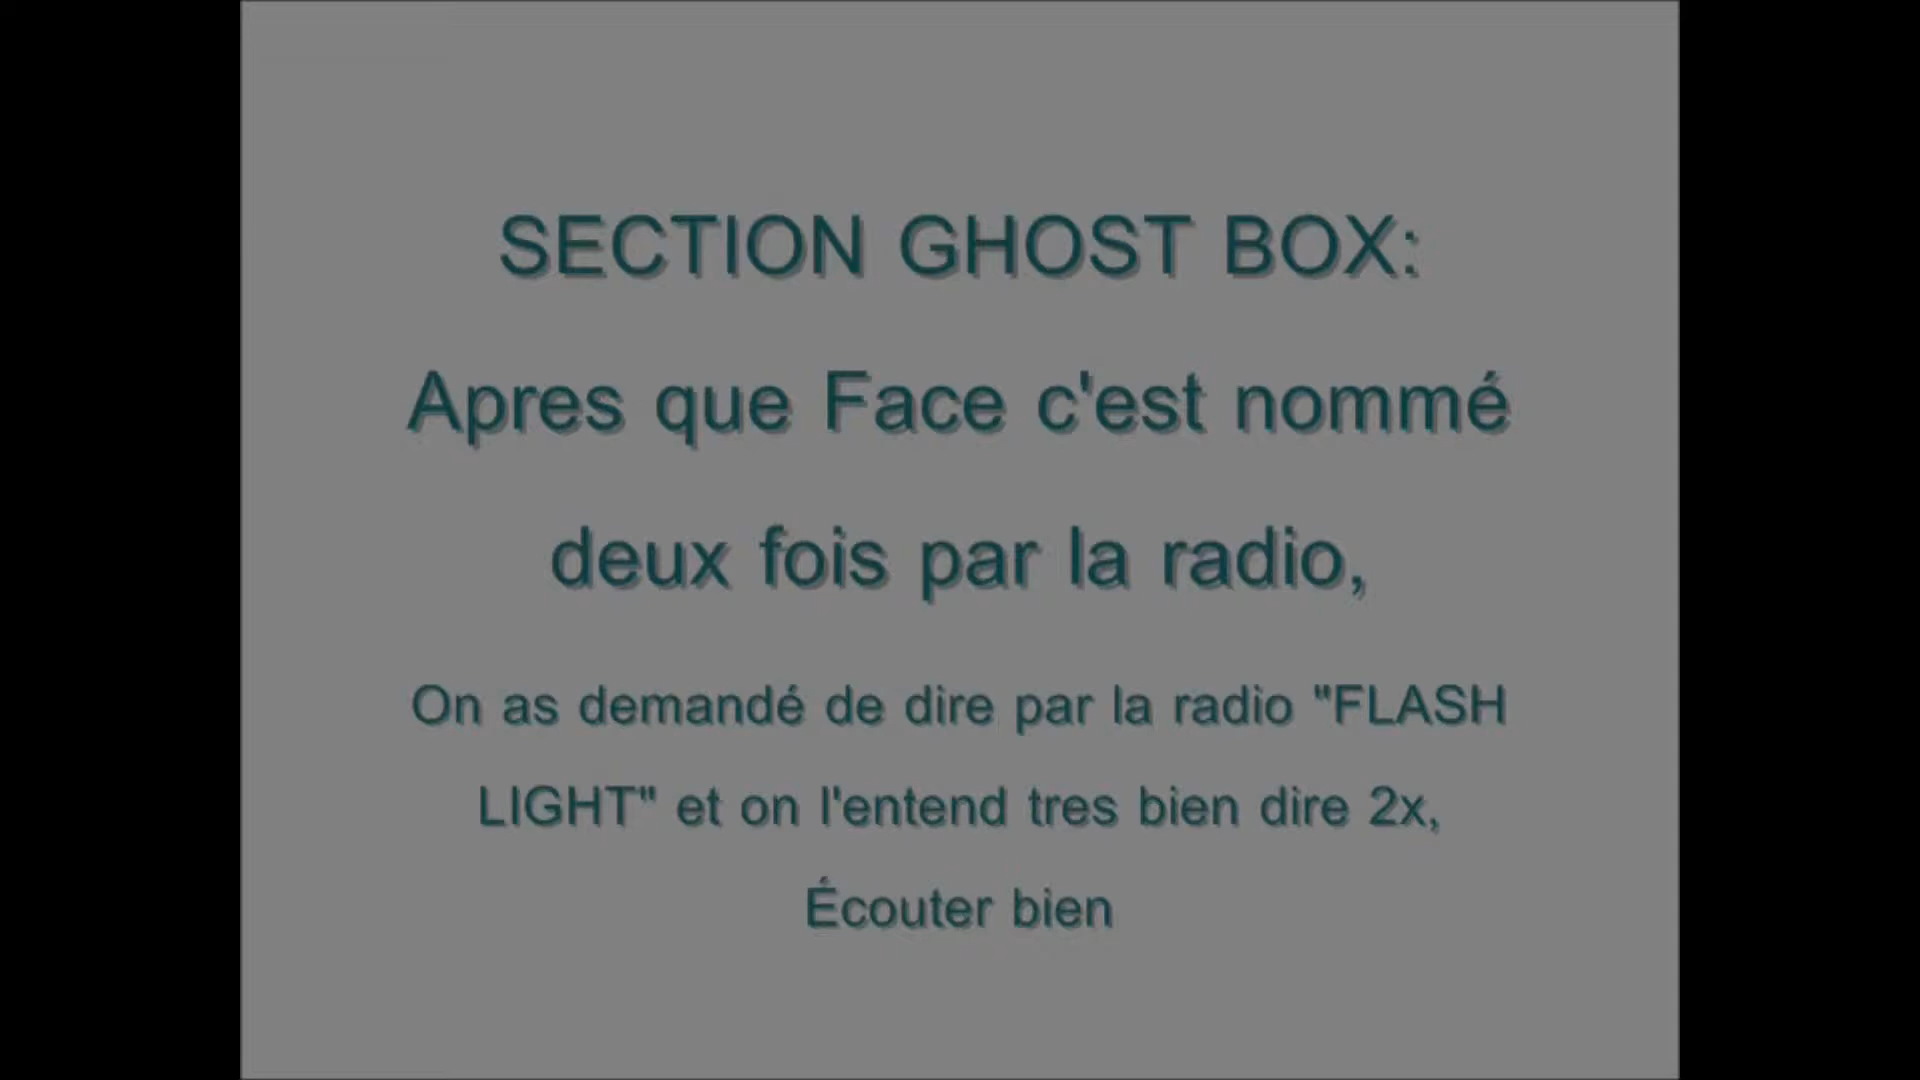 SECTION GHOST BOX:
Apres que Face c'est nommé
deux fois par la radio,
On as demandé de dire par la radio "FLASH
LIGHT" et on l'entend tres bien dire 2x,
Écouter bien